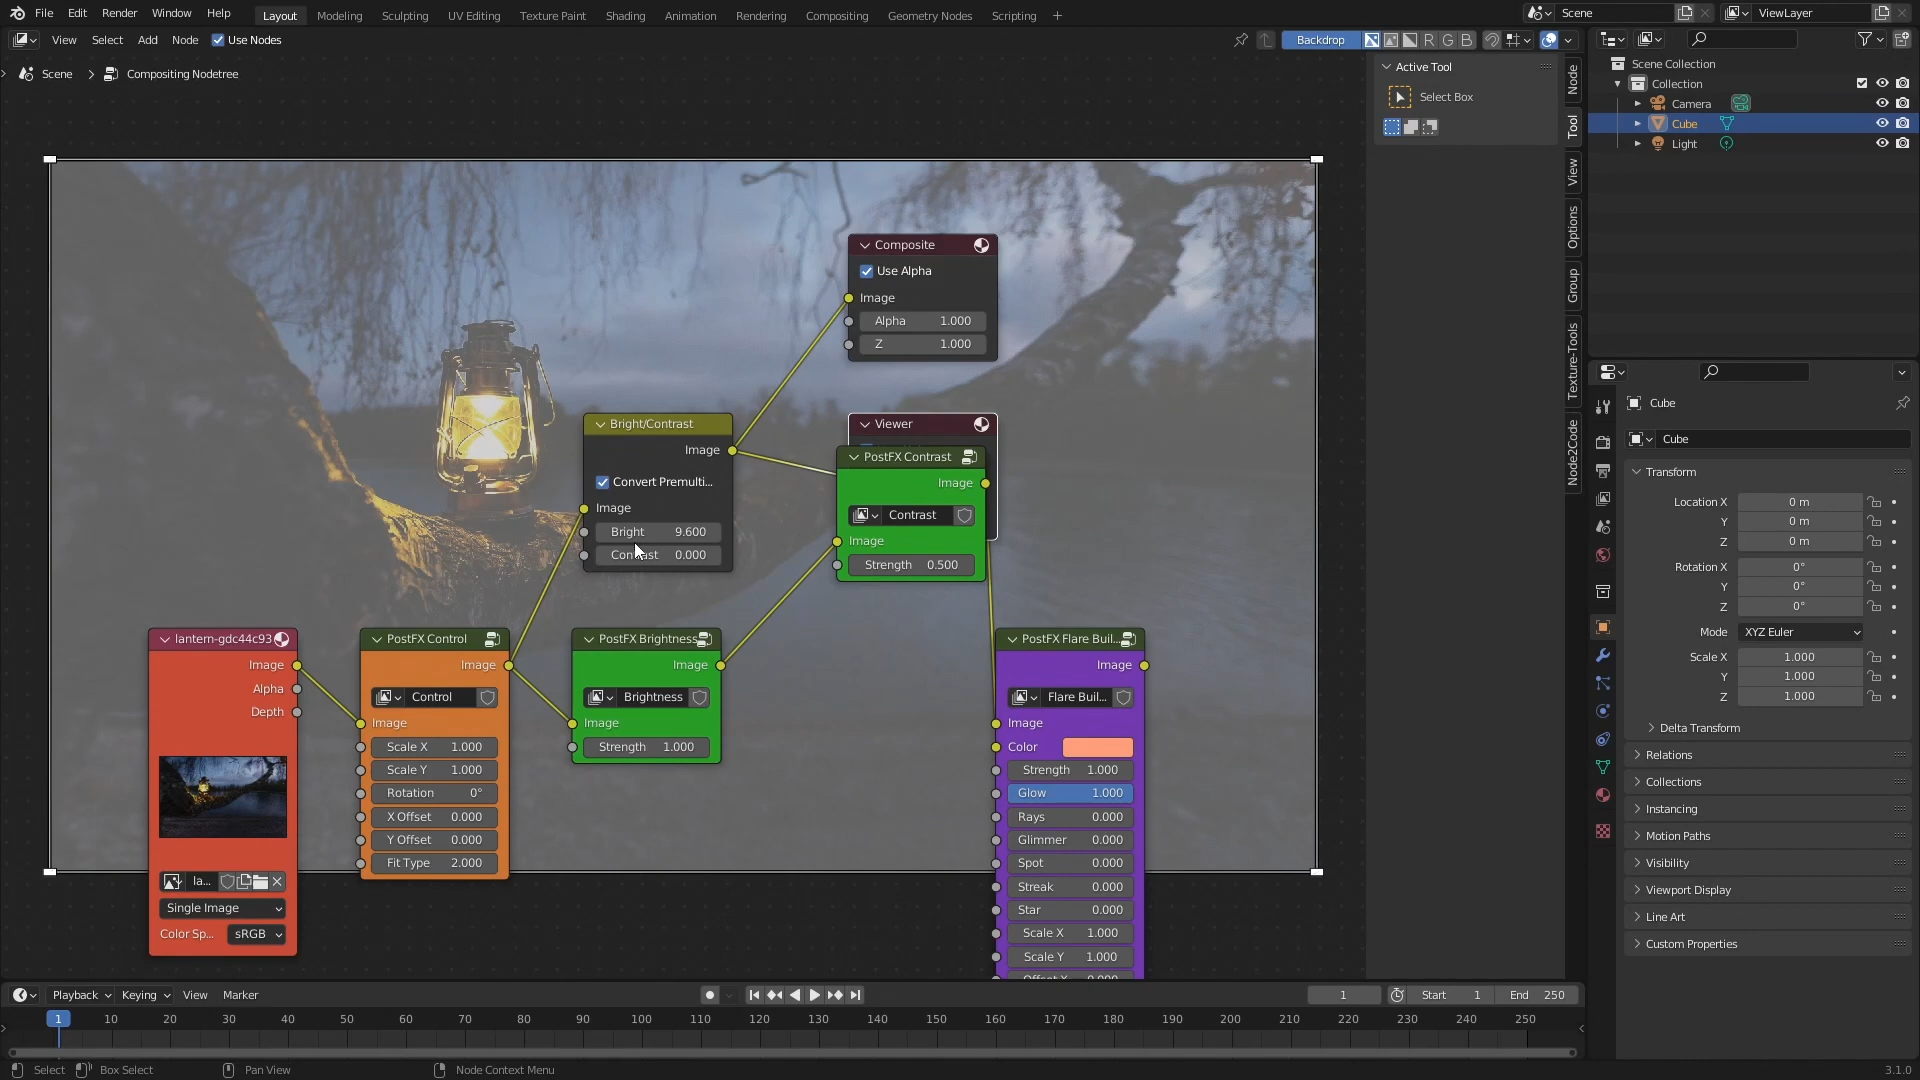 File Edit Render Window Help Layout Modeling Sculpting UV Editing Texture Paint Shading Animation Rendering Compositing Geometry Nodes Scripting Scene ViewLayer
View Select Add Node Use Nodes Backdrop R G B
Scene Compositing Nodetree
Active Tool
Select Box
Node
Tool
View
Options
Group
Texture-Tools
Node2Code
Scene Collection
Collection
Camera
Cube
Light
Composite
Use Alpha
Image
Alpha 1.000
Z 1.000
Bright/Contrast
Image
Convert Premulti...
Image
Bright 9.600
0.000
Viewer
PostFX Contrast
Image
Contrast
Image
Strength 0.500
lantern-gdc44c93
Image
Alpha
Depth
la...
Single Image
Color Sp... sRGB
PostFX Control
Image
Control
Image
Scale X 1.000
Scale Y 1.000
Rotation 0°
X Offset 0.000
Y Offset 0.000
Fit Type 2.000
PostFX Brightness
Image
Brightness
Image
Strength 1.000
PostFX Flare Buil...
Image
Flare Buil...
Image
Color
Strength 1.000
Glow 1.000
Rays 0.000
Glimmer 0.000
Spot 0.000
Streak 0.000
Star 0.000
Scale X 1.000
Scale Y 1.000
Cube
Cube
Transform
Location X 0 m
Y 0 m
Z 0 m
Rotation X 0°
Y 0°
Z 0°
Mode XYZ Euler
Scale X 1.000
Y 1.000
Z 1.000
Delta Transform
Relations
Collections
Instancing
Motion Paths
Visibility
Viewport Display
Line Art
Custom Properties
Playback Keying View Marker 1 Start 1 End 250
1 10 20 30 40 50 60 70 80 90 100 110 120 130 140 150 160 170 180 190 200 210 220 230 240 250
Select Box Select Pan View Node Context Menu 3.1.0